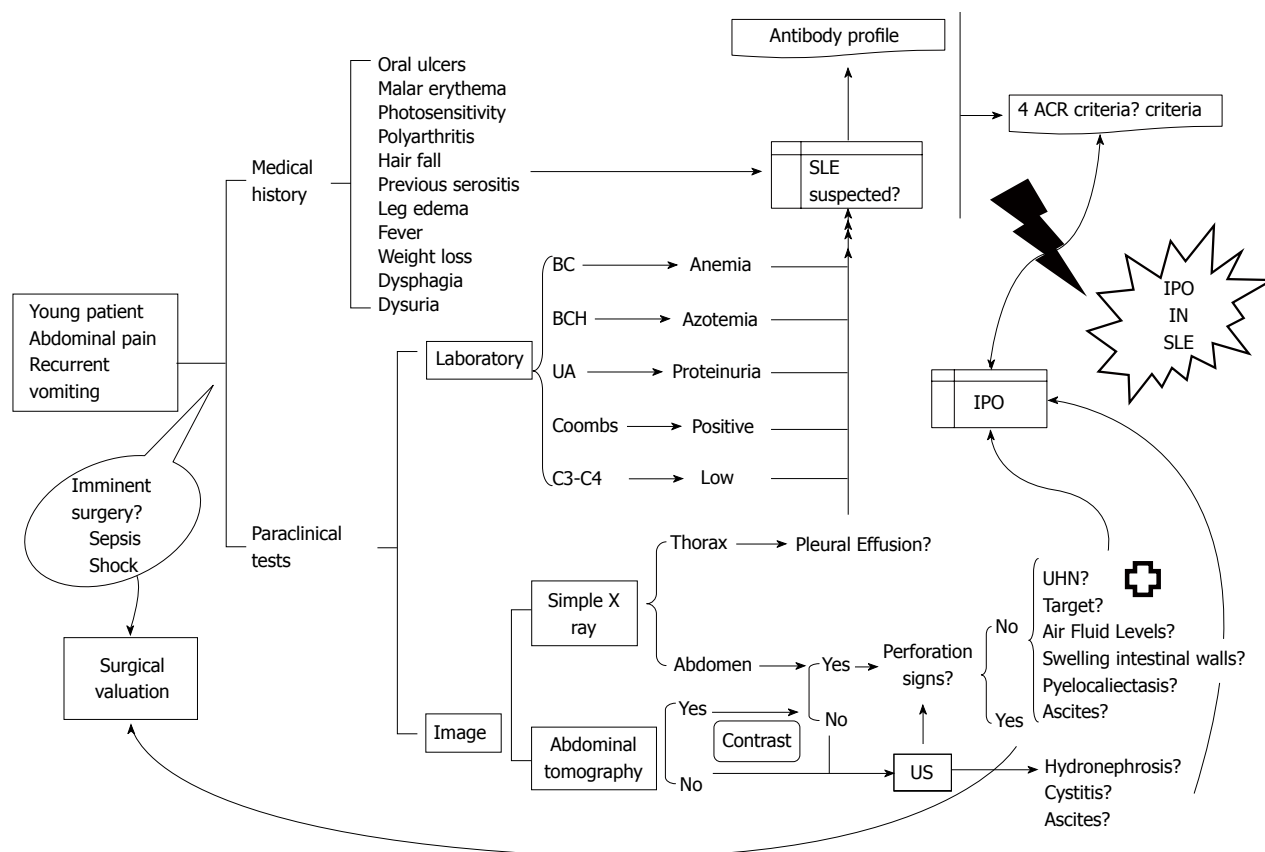 Young patient
Abdominal pain
Recurrent
vomiting
Imminent
surgery?
Sepsis
Shock
Surgical
valuation
Medical
history
Oral ulcers
Malar erythema
Photosensitivity
Polyarthritis
Hair fall
Previous serositis
Leg edema
Fever
Weight loss
Dysphagia
Dysuria
Paraclinical
tests
Laboratory
BC
Anemia
BCH
Azotemia
UA
Proteinuria
Coombs
Positive
C3-C4
Low
Image
Simple X
ray
Thorax
Pleural Effusion?
Abdomen
Yes
No
Abdominal
tomography
Yes
No
Contrast
US
Perforation
signs?
No
Yes
UHN?
Target?
Air Fluid Levels?
Swelling intestinal walls?
Pyelocaliectasis?
Ascites?
Hydronephrosis?
Cystitis?
Ascites?
Antibody profile
SLE
suspected?
4 ACR criteria? criteria
IPO
IPO
IN
SLE